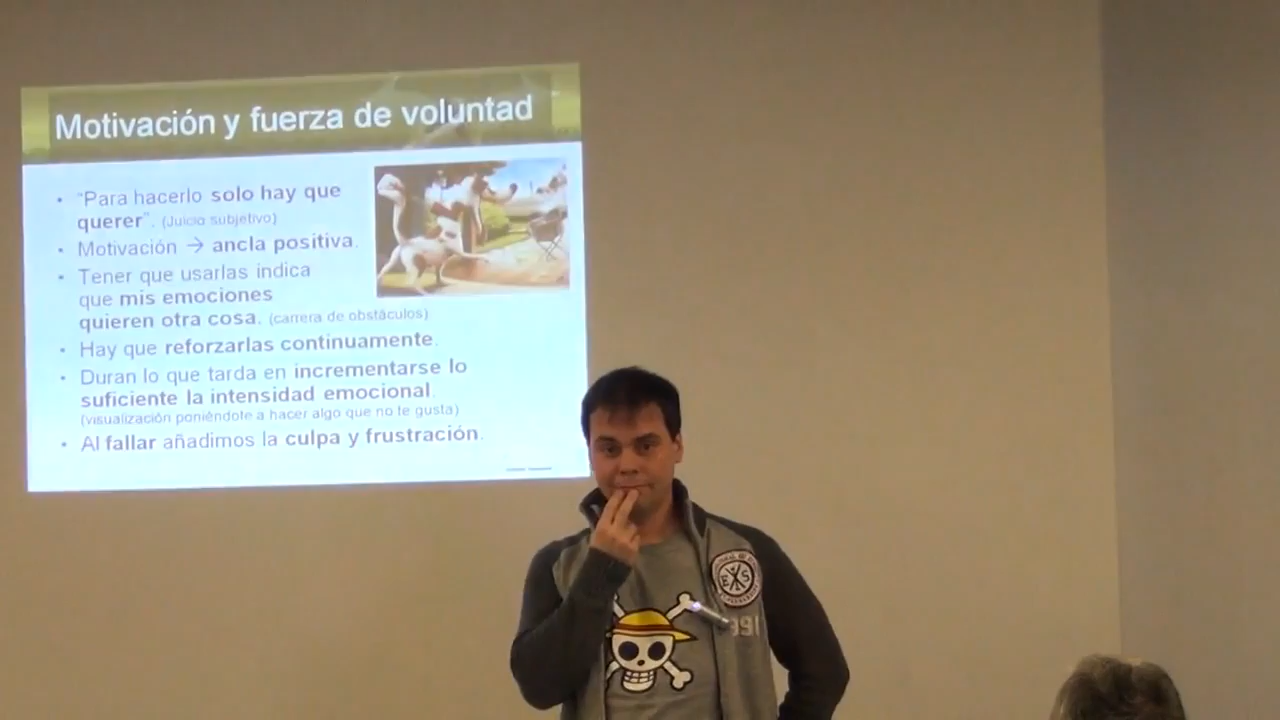 Motivación y fuerza de voluntad
• “Para hacerlo solo hay que
querer”. (Juicio subjetivo)
• Motivación → ancla positiva.
• Tener que usarlas indica
que mis emociones
quieren otra cosa. (carrera de obstáculos)
• Hay que reforzarlas continuamente.
• Duran lo que tarda en incrementarse lo
suficiente la intensidad emocional.
(visualización poniéndote a hacer algo que no te gusta)
• Al fallar añadimos la culpa y frustración.
E S
991